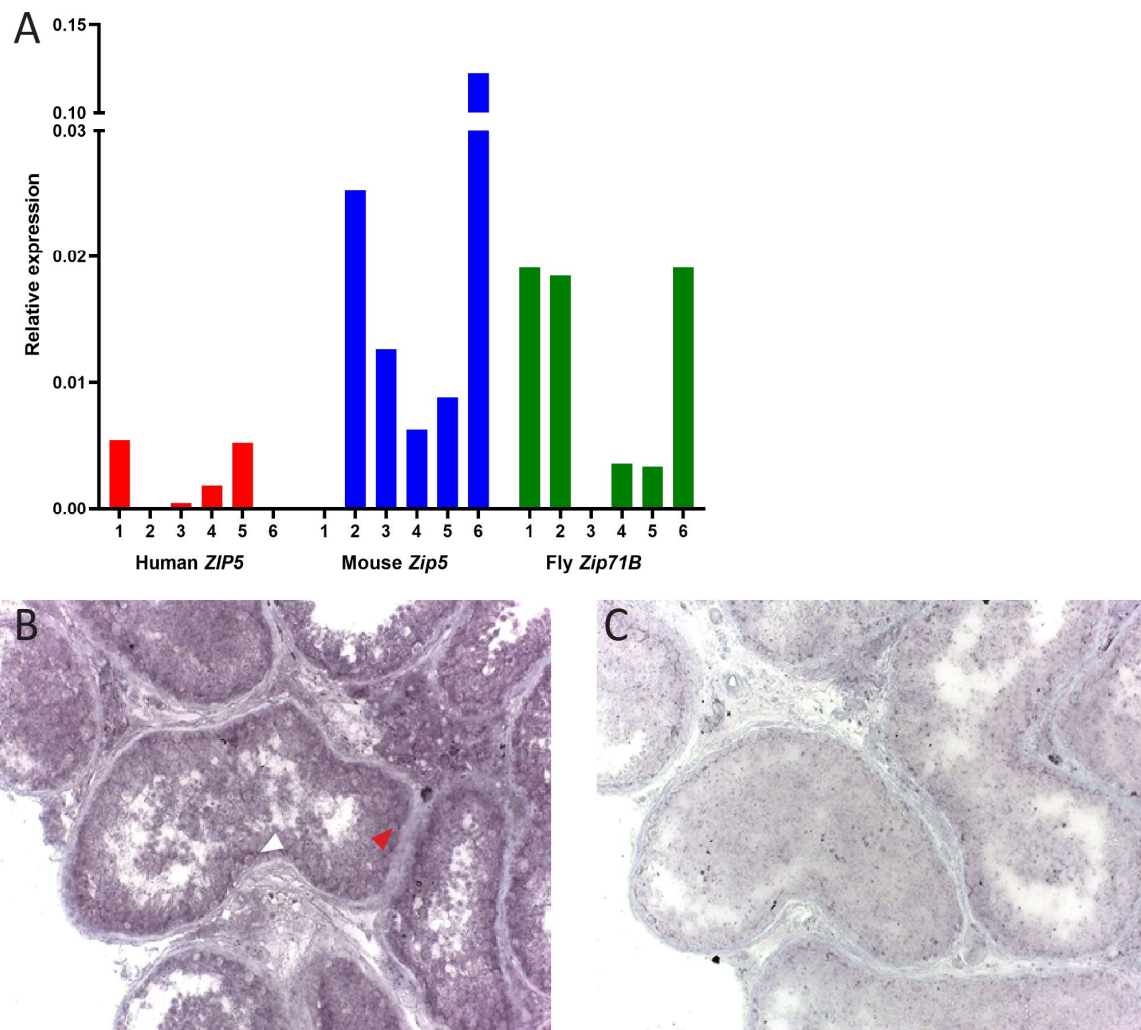 A
0.15
0.10
0.03
0.02
0.01
0.00
Relative expression
1 2 3 4 5 6 1 2 3 4 5 6 1 2 3 4 5 6
Human ZIP5 Mouse Zip5 Fly Zip71B
B C